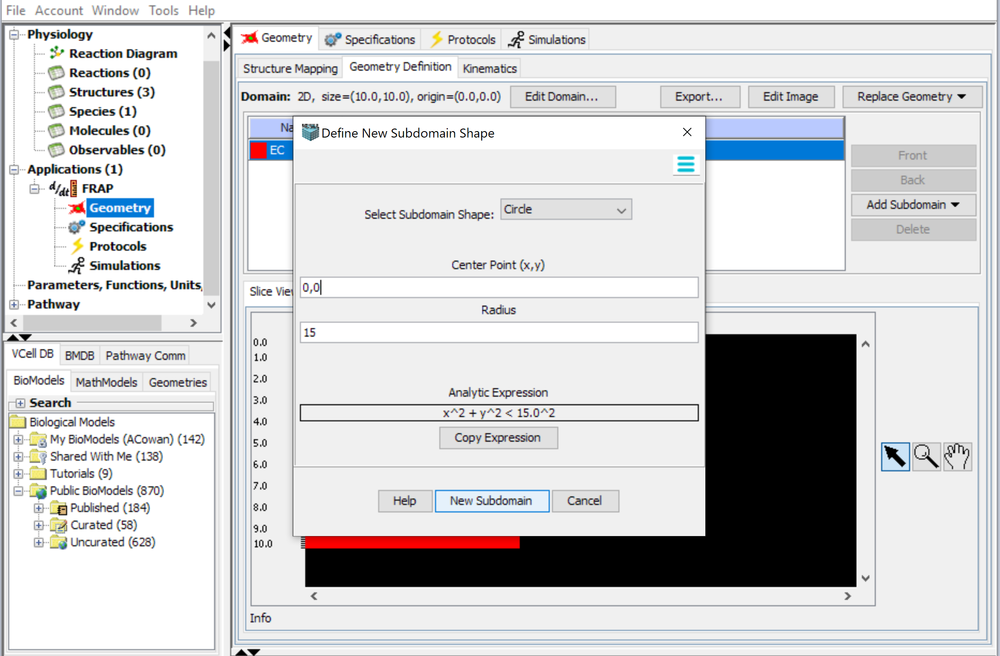 File Account Window Tools Help
Physiology
Reaction Diagram
Reactions (0)
Structures (3)
Species (1)
Molecules (0)
Observables (0)
Applications (1)
d/dt FRAP
Geometry
Specifications
Protocols
Simulations
Parameters, Functions, Units,
Pathway
VCell DB BMDB Pathway Comm
BioModels MathModels Geometries
Search
Biological Models
My BioModels (ACowan) (142)
Shared With Me (138)
Tutorials (9)
Public BioModels (870)
Published (184)
Curated (58)
Uncurated (628)
Geometry Specifications Protocols Simulations
Structure Mapping Geometry Definition Kinematics
Domain: 2D, size=(10.0,10.0), origin=(0.0,0.0) Edit Domain... Export... Edit Image Replace Geometry
Na
EC
Front
Back
Add Subdomain
Delete
Slice View
0.0
1.0
2.0
3.0
4.0
5.0
6.0
7.0
8.0
9.0
10.0
Info
Define New Subdomain Shape
Select Subdomain Shape: Circle
Center Point (x,y)
0,0
Radius
15
Analytic Expression
x^2 + y^2 < 15.0^2
Copy Expression
Help New Subdomain Cancel